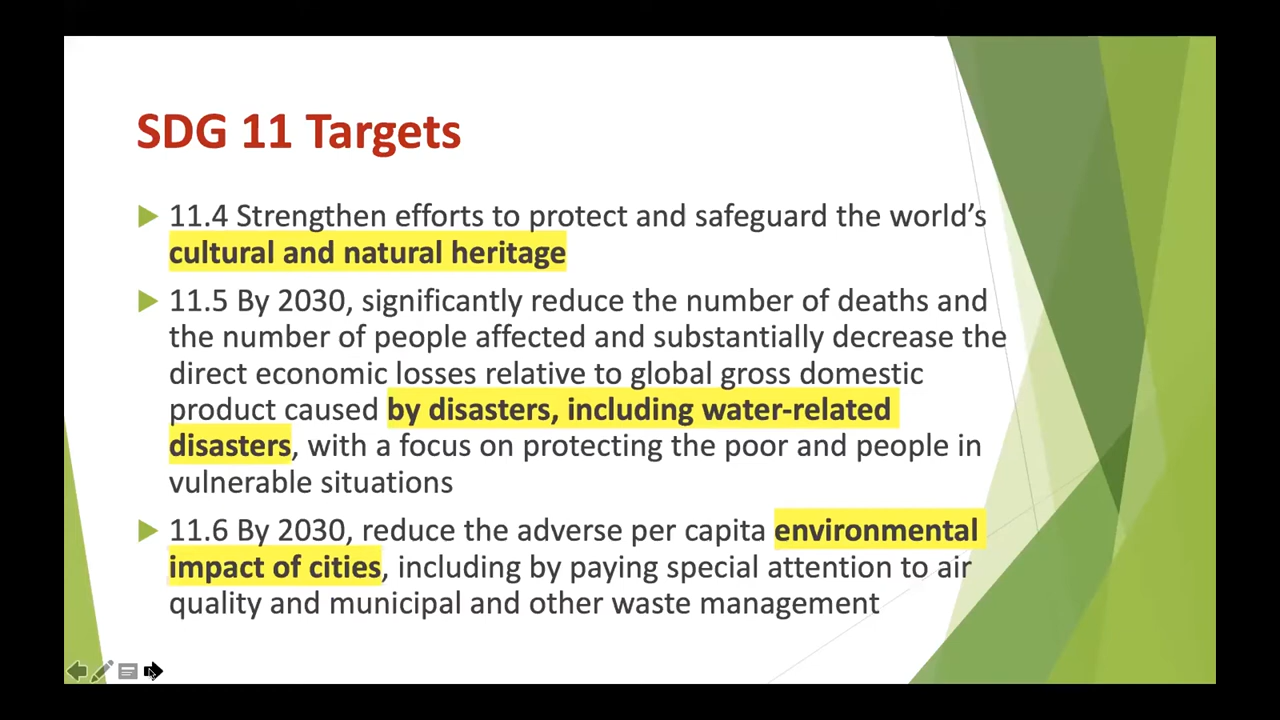 SDG 11 Targets
11.4 Strengthen efforts to protect and safeguard the world’s
cultural and natural heritage
11.5 By 2030, significantly reduce the number of deaths and
the number of people affected and substantially decrease the
direct economic losses relative to global gross domestic
product caused by disasters, including water-related
disasters, with a focus on protecting the poor and people in
vulnerable situations
11.6 By 2030, reduce the adverse per capita environmental
impact of cities, including by paying special attention to air
quality and municipal and other waste management